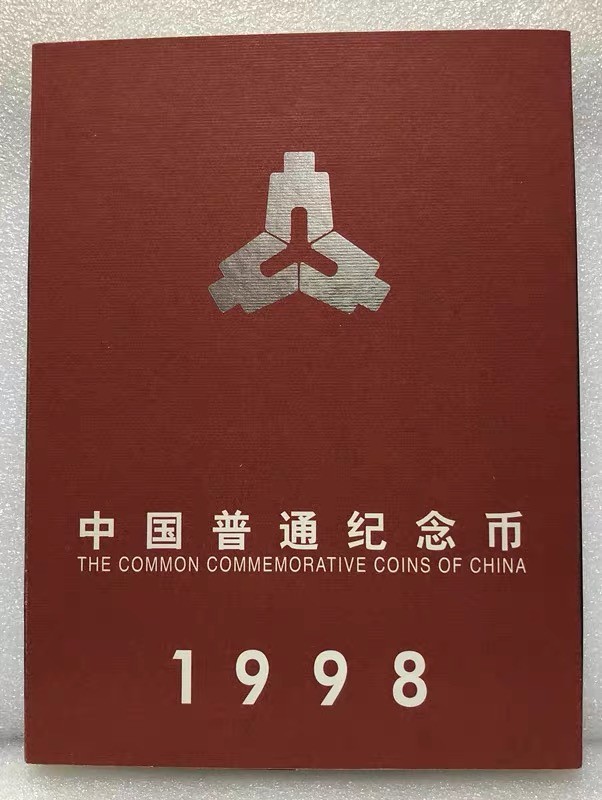 中国普通纪念币
THE COMMON COMMEMORATIVE COINS OF CHINA
1998